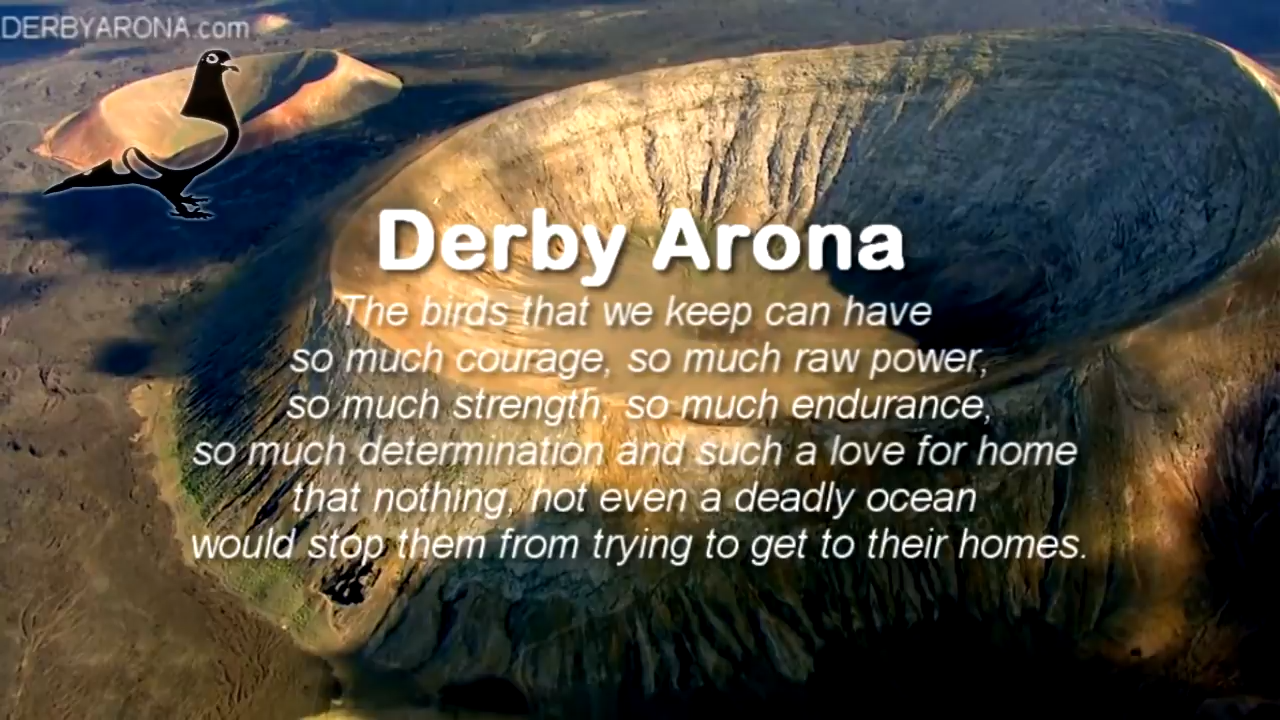 DERBYARONA.com
Derby Arona
The birds that we keep can have
so much courage, so much raw power,
so much strength, so much endurance,
so much determination and such a love for home
that nothing, not even a deadly ocean
would stop them from trying to get to their homes.